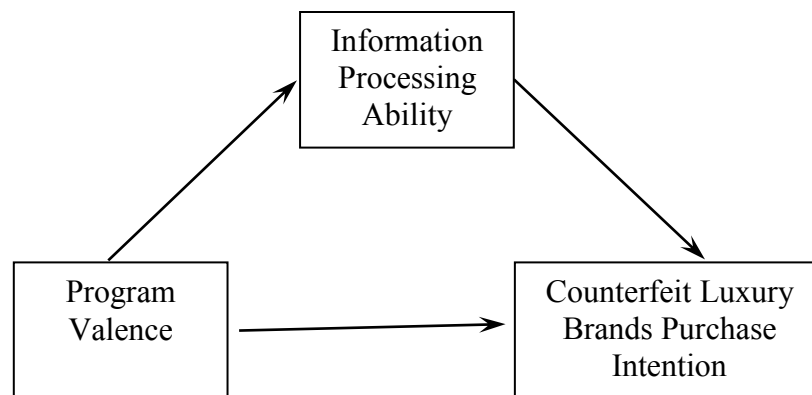 Information
Processing
Ability
Program
Valence
Counterfeit Luxury
Brands Purchase
Intention